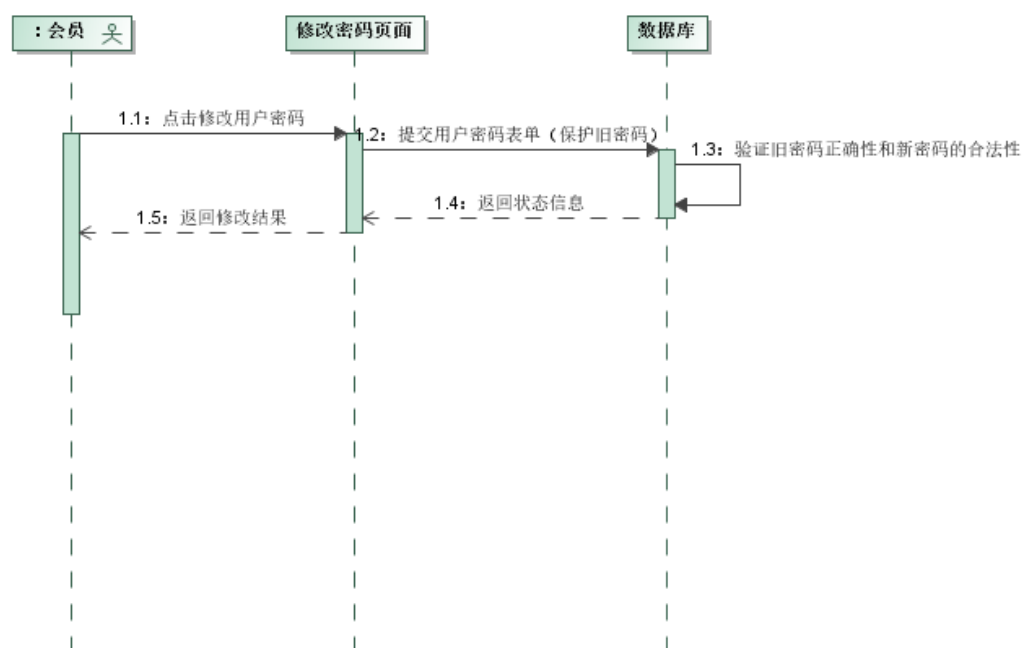 ：会员
修改密码页面
数据库
1.1：点击修改用户密码
1.2：提交用户密码表单（保护旧密码）
1.3：验证旧密码正确性和新密码的合法性
1.4：返回状态信息
1.5：返回修改结果